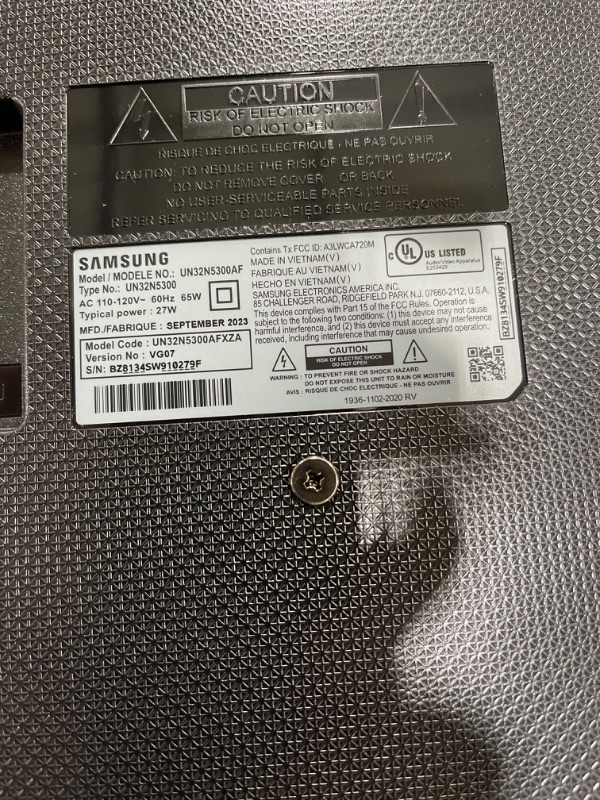 CAUTION
RISK OF ELECTRIC SHOCK
DO NOT OPEN
RISQUE DE CHOC ELECTRIQUE - NE PAS OUVRIR
CAUTION: TO REDUCE THE RISK OF ELECTRIC SHOCK
DO NOT REMOVE COVER OR BACK
NO USER-SERVICEABLE PARTS INSIDE
REFER SERVICING TO QUALIFIED SERVICE PERSONNEL
SAMSUNG
Model / MODELE NO.: UN32N5300AF
Type No.: UN32N5300
AC 110-120V~ 60Hz 65W
Typical power : 27W
MFD./FABRIQUE : SEPTEMBER 2023
Model Code : UN32N5300AFXZA
Version No : VG07
S/N: BZ8134SW910279F
Contains Tx FCC ID: A3LWCA720M
MADE IN VIETNAM(V)
FABRIQUE AU VIETNAM(V)
HECHO EN VIETNAM(V)
SAMSUNG ELECTRONICS AMERICA INC.
85 CHALLENGER ROAD, RIDGEFIELD PARK N.J. 07660-2112, U.S.A.
This device complies with Part 15 of the FCC Rules. Operation is
subject to the following two conditions: (1) this device may not cause
harmful interference, and (2) this device must accept any interference
received, including interference that may cause undesired operation.
c UL US LISTED
Audio/Video Apparatus
CAUTION
RISK OF ELECTRIC SHOCK
DO NOT OPEN
WARNING : TO PREVENT FIRE OR SHOCK HAZARD
DO NOT EXPOSE THIS UNIT TO RAIN OR MOISTURE
AVIS : RISQUE DE CHOC ELECTRIQUE - NE PAS OUVRIR
1936-1102-2020 RV
BZ8134SW910279F